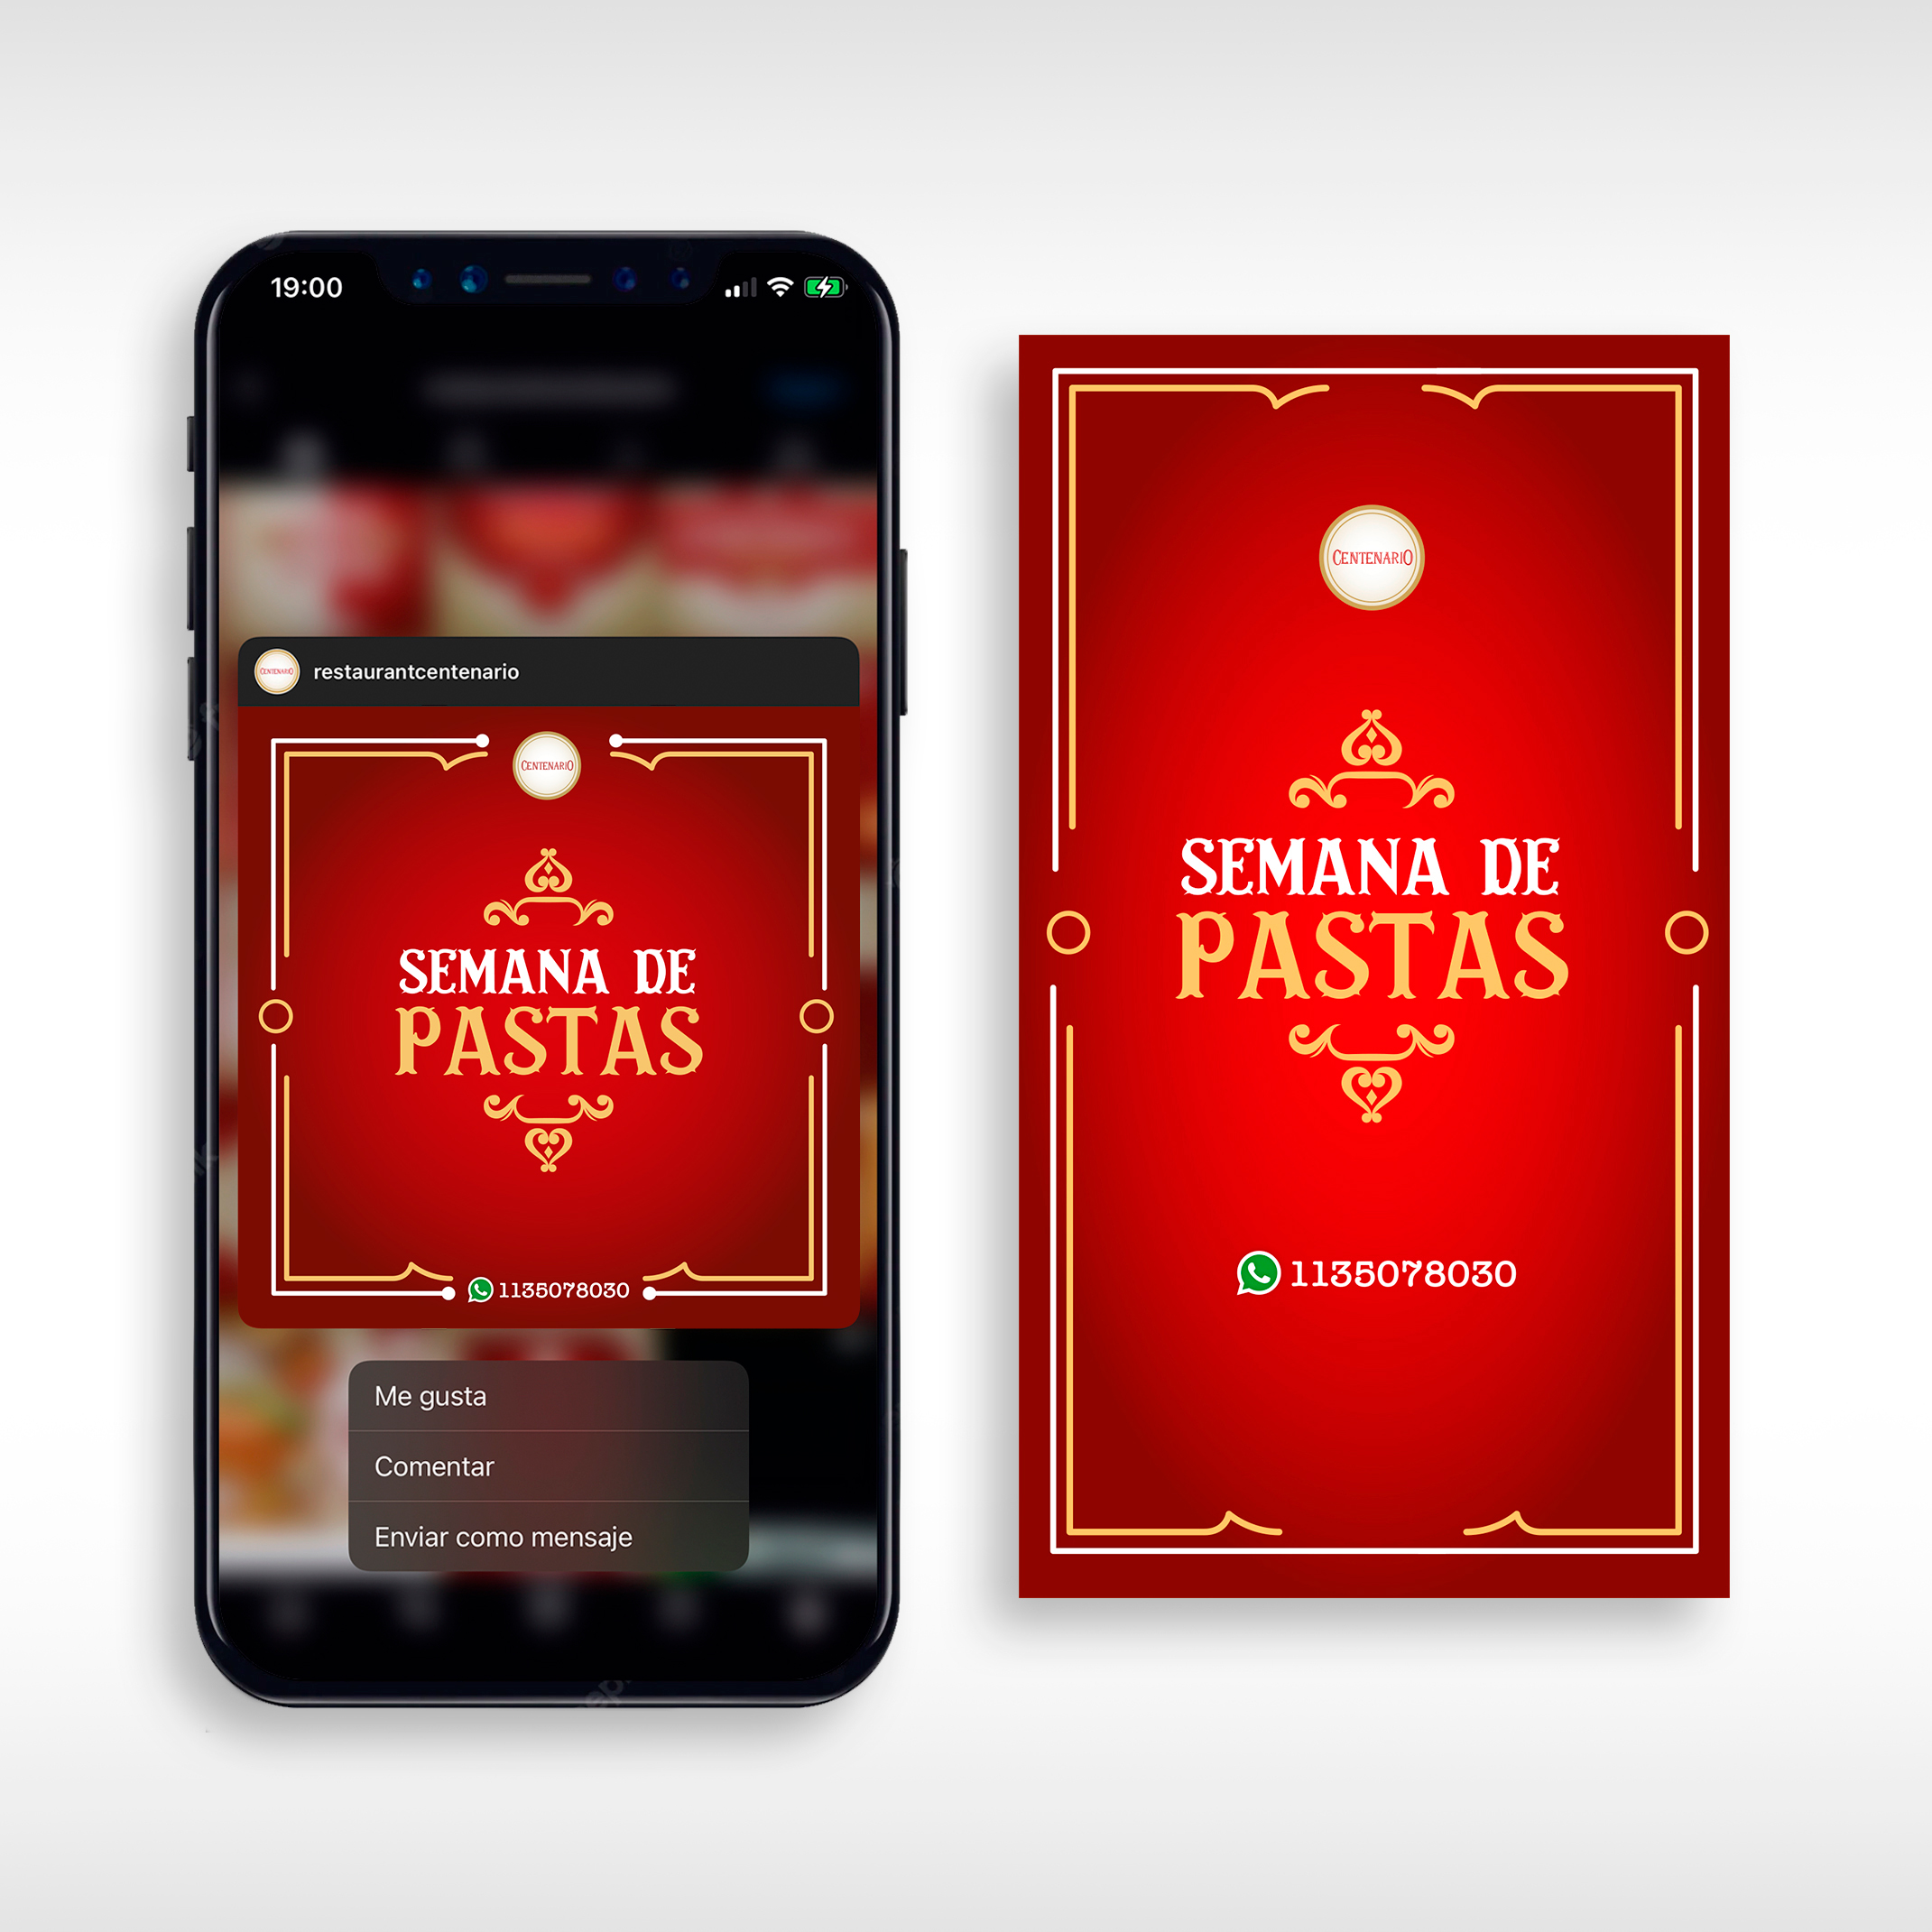 19:00
CENTENARIO
restaurantcentenario
CENTENARIO
SEMANA DE
PASTAS
1135078030
Me gusta
Comentar
Enviar como mensaje
CENTENARIO
SEMANA DE
PASTAS
1135078030